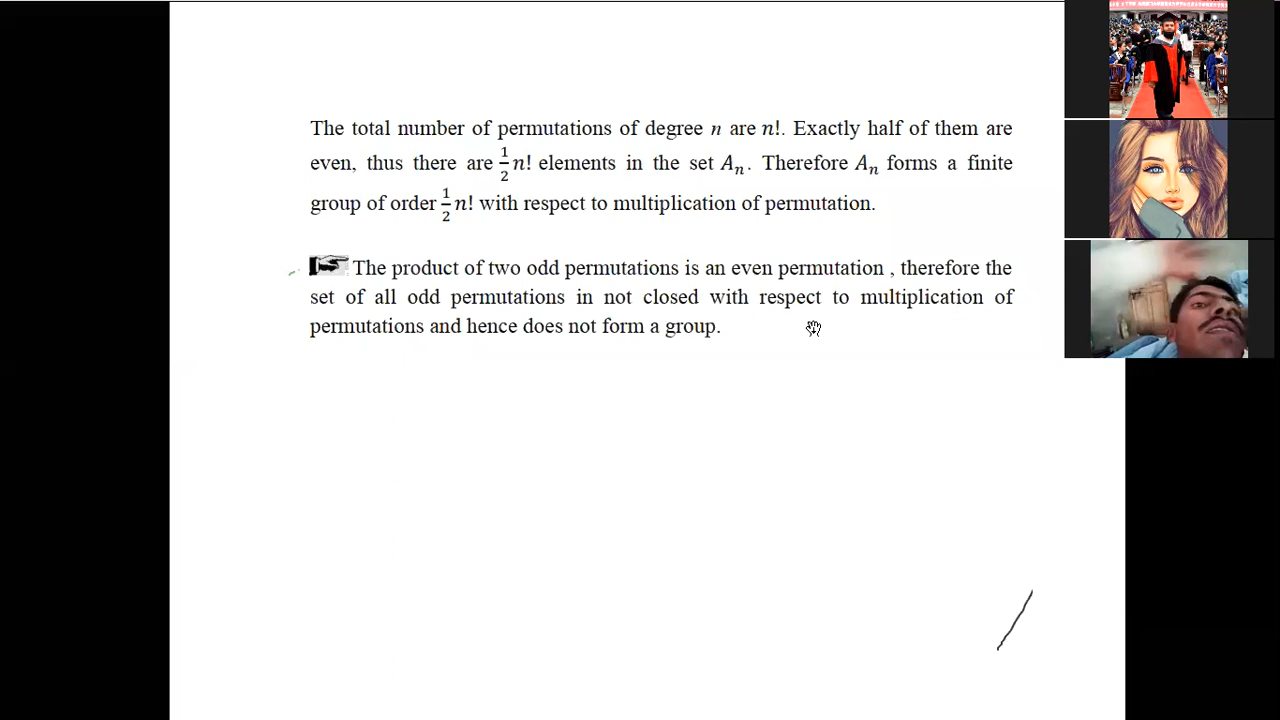 The total number of permutations of degree n are n!. Exactly half of them are
even, thus there are 1/2 n! elements in the set Aₙ. Therefore Aₙ forms a finite
group of order 1/2 n! with respect to multiplication of permutation.
The product of two odd permutations is an even permutation , therefore the
set of all odd permutations in not closed with respect to multiplication of
permutations and hence does not form a group.